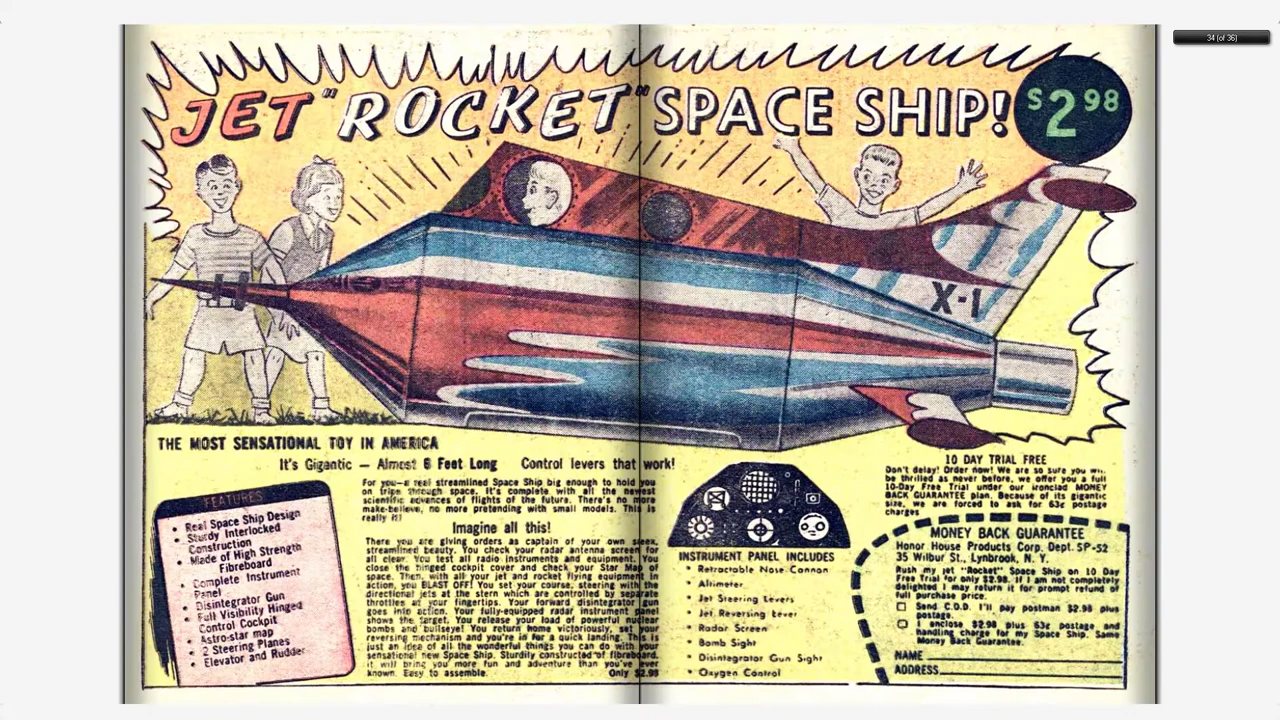 34 (of 36)
JET "ROCKET" SPACE SHIP!
$2 98
X-1
THE MOST SENSATIONAL TOY IN AMERICA
It's Gigantic — Almost 6 Feet Long Control levers that work!
FEATURES
• Real Space Ship Design
• Sturdy Interlocked
Construction
• Made of High Strength
Fibreboard
• Complete Instrument
Panel
• Disintegrator Gun
• Full Visibility Hinged
Control Cockpit
• Astro-star map
• 2 Steering Planes
• Elevator and Rudder
For you—a real streamlined Space Ship big enough to hold you
on trips through space. It's complete with all the newest
scientific advances of flights of the future. There's no more
make-believe, no more pretending with small models. This is
really it!
Imagine all this!
There you are giving orders as captain of your own sleek,
streamlined beauty. You check your radar antenna screen for
all clear. You test all radio instruments and equipment. You
close the hinged cockpit cover and check your Star Map of
space. Then, with all your jet and rocket flying equipment in
action, you BLAST OFF! You set your course, steering with the
directional jets at the stern which are controlled by separate
throttles at your fingertips. Your forward disintegrator gun
goes into action. Your fully-equipped radar instrument panel
shows the target. You release your load of powerful nuclear
bombs and bullseye! You return home victoriously, set your
reversing mechanism and you're in for a quick landing. This is
just an idea of all the wonderful things you can do with your
sensational new Space Ship. Sturdily constructed of fibreboard,
it will bring you more fun and adventure than you've ever
known. Easy to assemble. Only $2.98
INSTRUMENT PANEL INCLUDES
• Retractable Nose Cannon
• Altimeter
• Jet Steering Levers
• Jet Reversing Lever
• Radar Screen
• Bomb Sight
• Disintegrator Gun Sight
• Oxygen Control
10 DAY TRIAL FREE
Don't delay! Order now! We are so sure you will
be thrilled as never before, we offer you a full
10-Day Free Trial under our ironclad MONEY
BACK GUARANTEE plan. Because of its gigantic
size, we are forced to ask for 63¢ postage
charges
MONEY BACK GUARANTEE
Honor House Products Corp. Dept. SP-52
35 Wilbur St., Lynbrook, N. Y.
Rush my jet "Rocket" Space Ship on 10 Day
Free Trial for only $2.98. If I am not completely
delighted I may return it for prompt refund of
full purchase price.
Send C.O.D. I'll pay postman $2.98 plus
postage.
I enclose $2.98 plus 63¢ postage and
handling charge for my Space Ship. Same
Money Back Guarantee.
NAME
ADDRESS